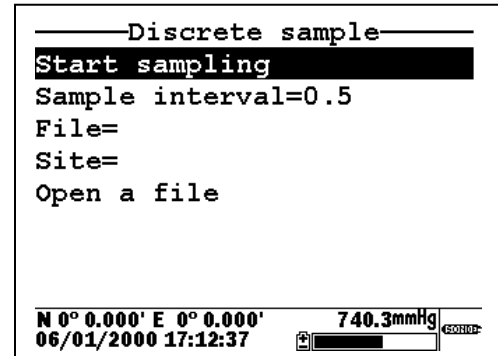 Discrete sample
Start sampling
Sample interval=0.5
File=
Site=
Open a file
N 0° 0.000' E 0° 0.000' 740.3mmHg SONDE
06/01/2000 17:12:37